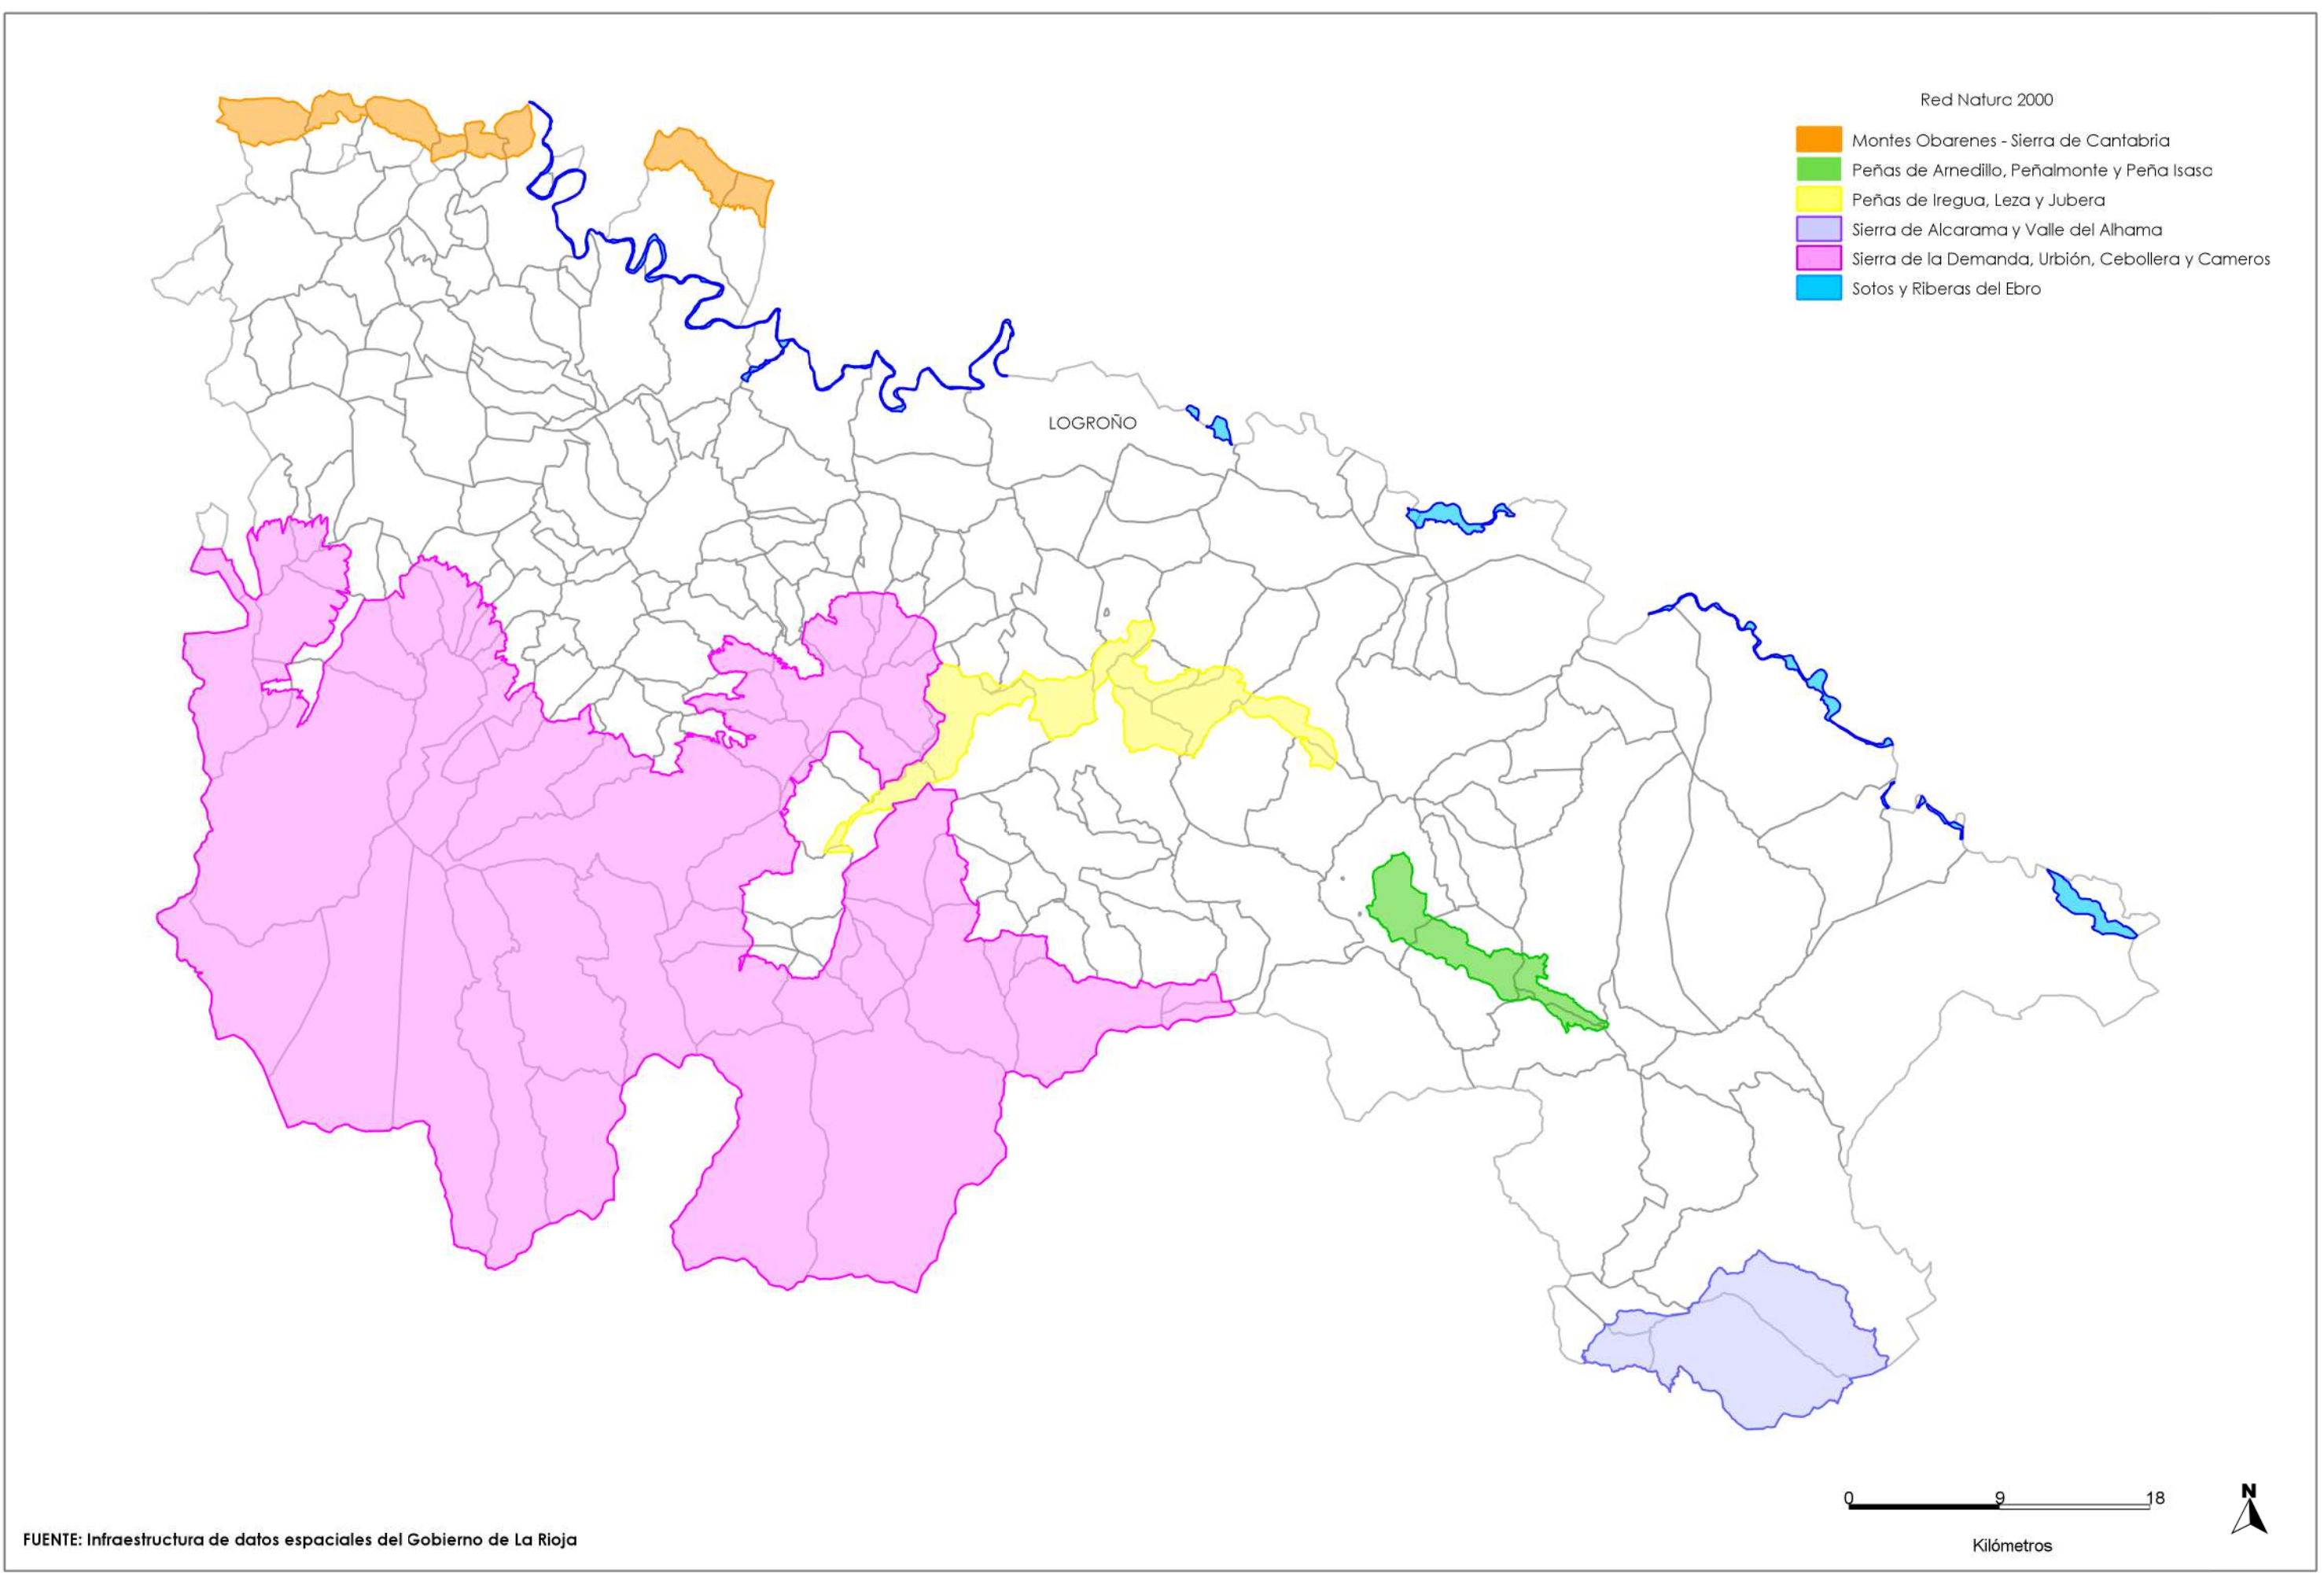 Red Natura 2000
Montes Obarenes - Sierra de Cantabria
Peñas de Arnedillo, Peñalmonte y Peña Isasa
Peñas de Iregua, Leza y Jubera
Sierra de Alcarama y Valle del Alhama
Sierra de la Demanda, Urbión, Cebollera y Cameros
Sotos y Riberas del Ebro
LOGROÑO
0 9 18
Kilómetros
N
FUENTE: Infraestructura de datos espaciales del Gobierno de La Rioja